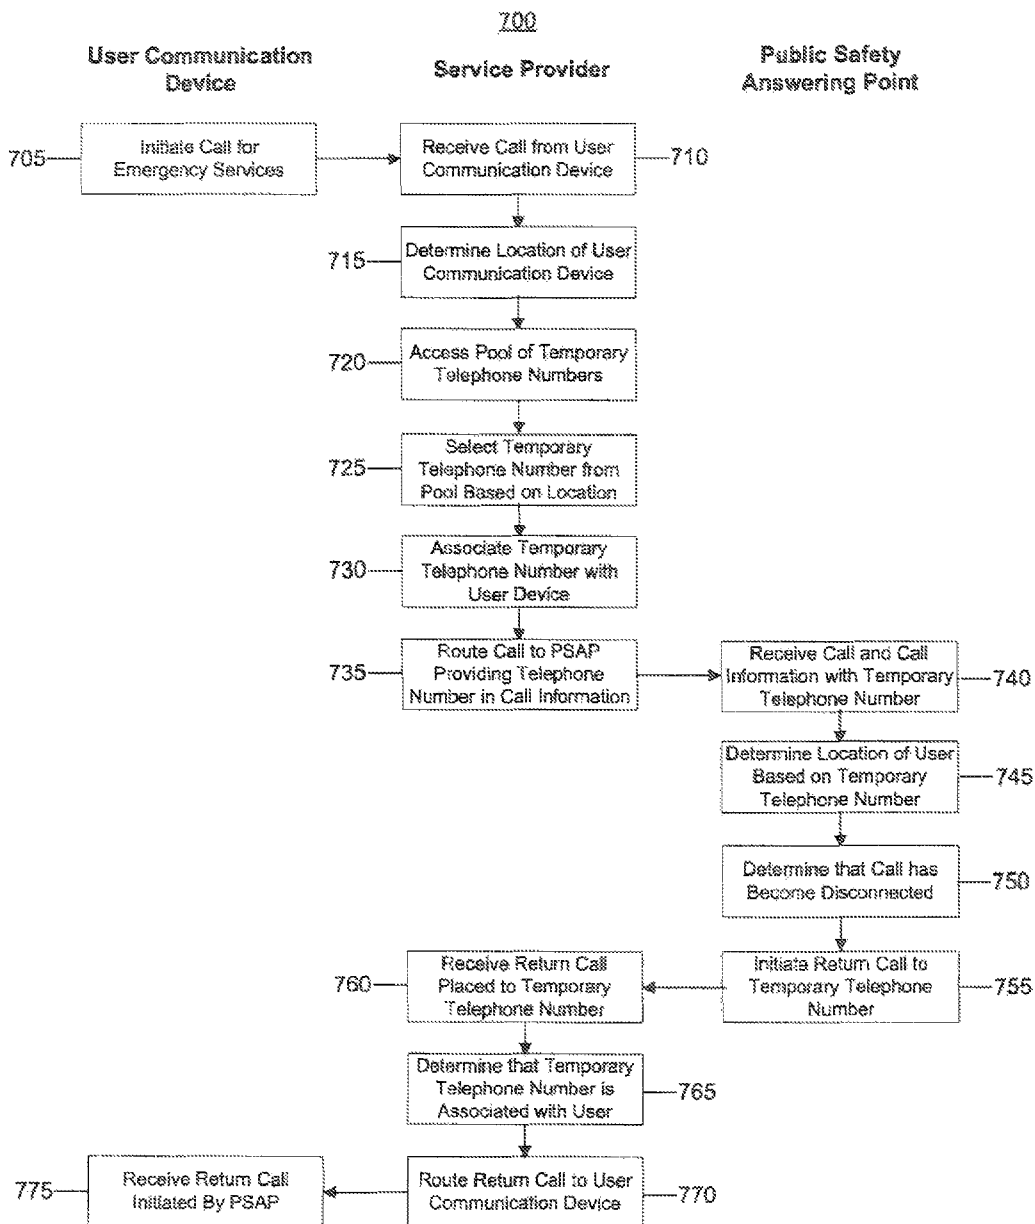 700
User Communication
Device
Service Provider
Public Safety
Answering Point
705
Initiate Call for
Emergency Services
Receive Call from User
Communication Device
710
715
Determine Location of User
Communication Device
720
Access Pool of Temporary
Telephone Numbers
725
Select Temporary
Telephone Number from
Pool Based on Location
730
Associate Temporary
Telephone Number with
User Device
735
Route Call to PSAP
Providing Telephone
Number in Call Information
Receive Call and Call
Information with Temporary
Telephone Number
740
Determine Location of User
Based on Temporary
Telephone Number
745
Determine that Call has
Become Disconnected
750
Initiate Return Call to
Temporary Telephone
Number
755
760
Receive Return Call
Placed to Temporary
Telephone Number
Determine that Temporary
Telephone Number is
Associated with User
765
Route Return Call to User
Communication Device
770
775
Receive Return Call
Initiated By PSAP